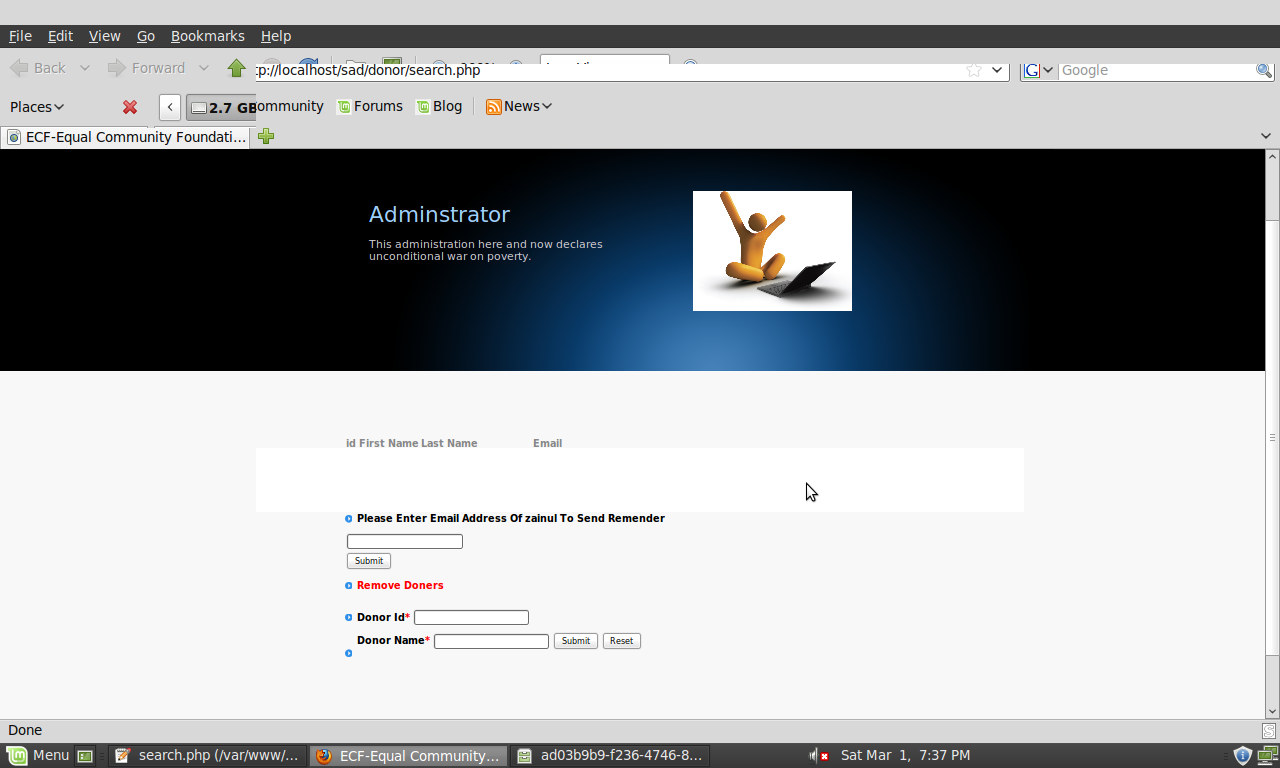 File Edit View Go Bookmarks Help
Back Forward
tp://localhost/sad/donor/search.php Google
Places 2.7 GB ommunity Forums Blog News
ECF-Equal Community Foundati...
Adminstrator
This administration here and now declares
unconditional war on poverty.
id First Name Last Name Email
Please Enter Email Address Of zainul To Send Remender
Submit
Remove Doners
Donor Id*
Donor Name* Submit Reset
Done
Menu search.php (/var/www/... ECF-Equal Community... ad03b9b9-f236-4746-8... Sat Mar 1, 7:37 PM